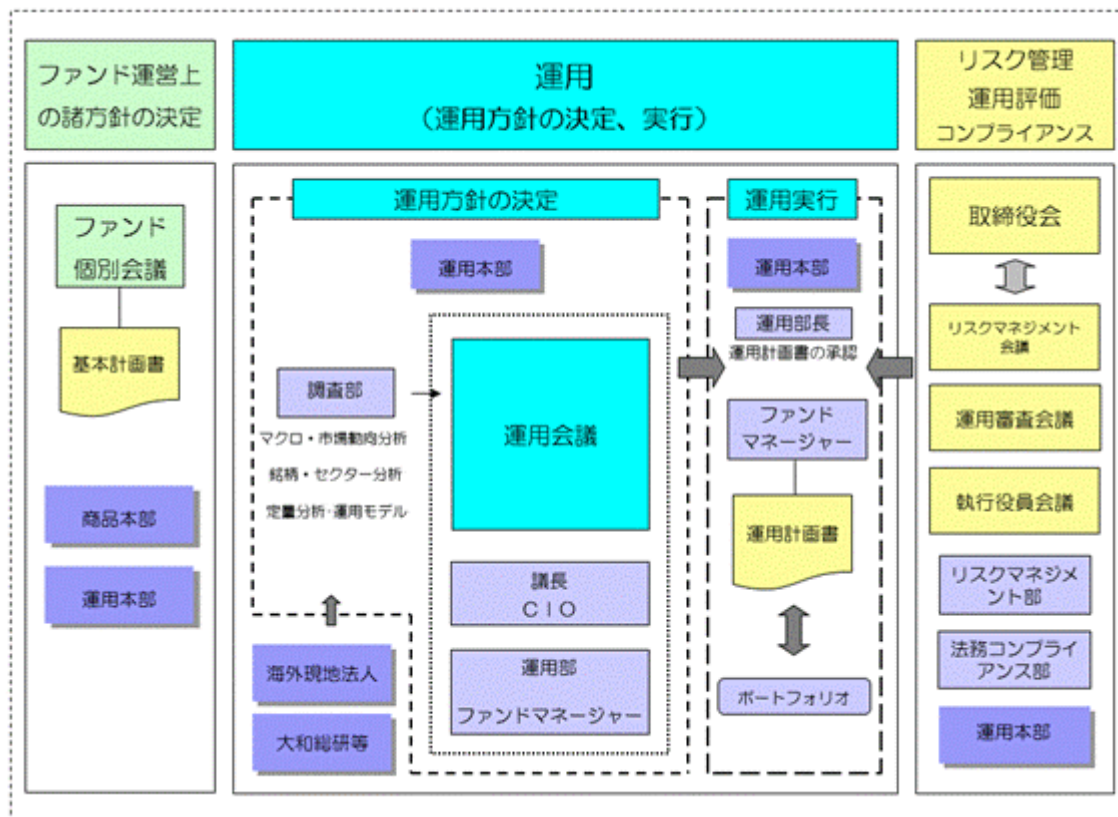 ファンド運営上
の諸方針の決定
運用
（運用方針の決定、実行）
リスク管理
運用評価
コンプライアンス
ファンド
個別会議
基本計画書
商品本部
運用本部
運用方針の決定
運用本部
調査部
マクロ・市場動向分析
銘柄・セクター分析
定量分析・運用モデル
運用会議
議長
ＣＩＯ
運用部
ファンドマネージャー
海外現地法人
大和総研等
運用実行
運用本部
運用部長
運用計画書の承認
ファンド
マネージャー
運用計画書
ポートフォリオ
取締役会
リスクマネジメント
会議
運用審査会議
執行役員会議
リスクマネジメ
ント部
法務コンプライ
アンス部
運用本部